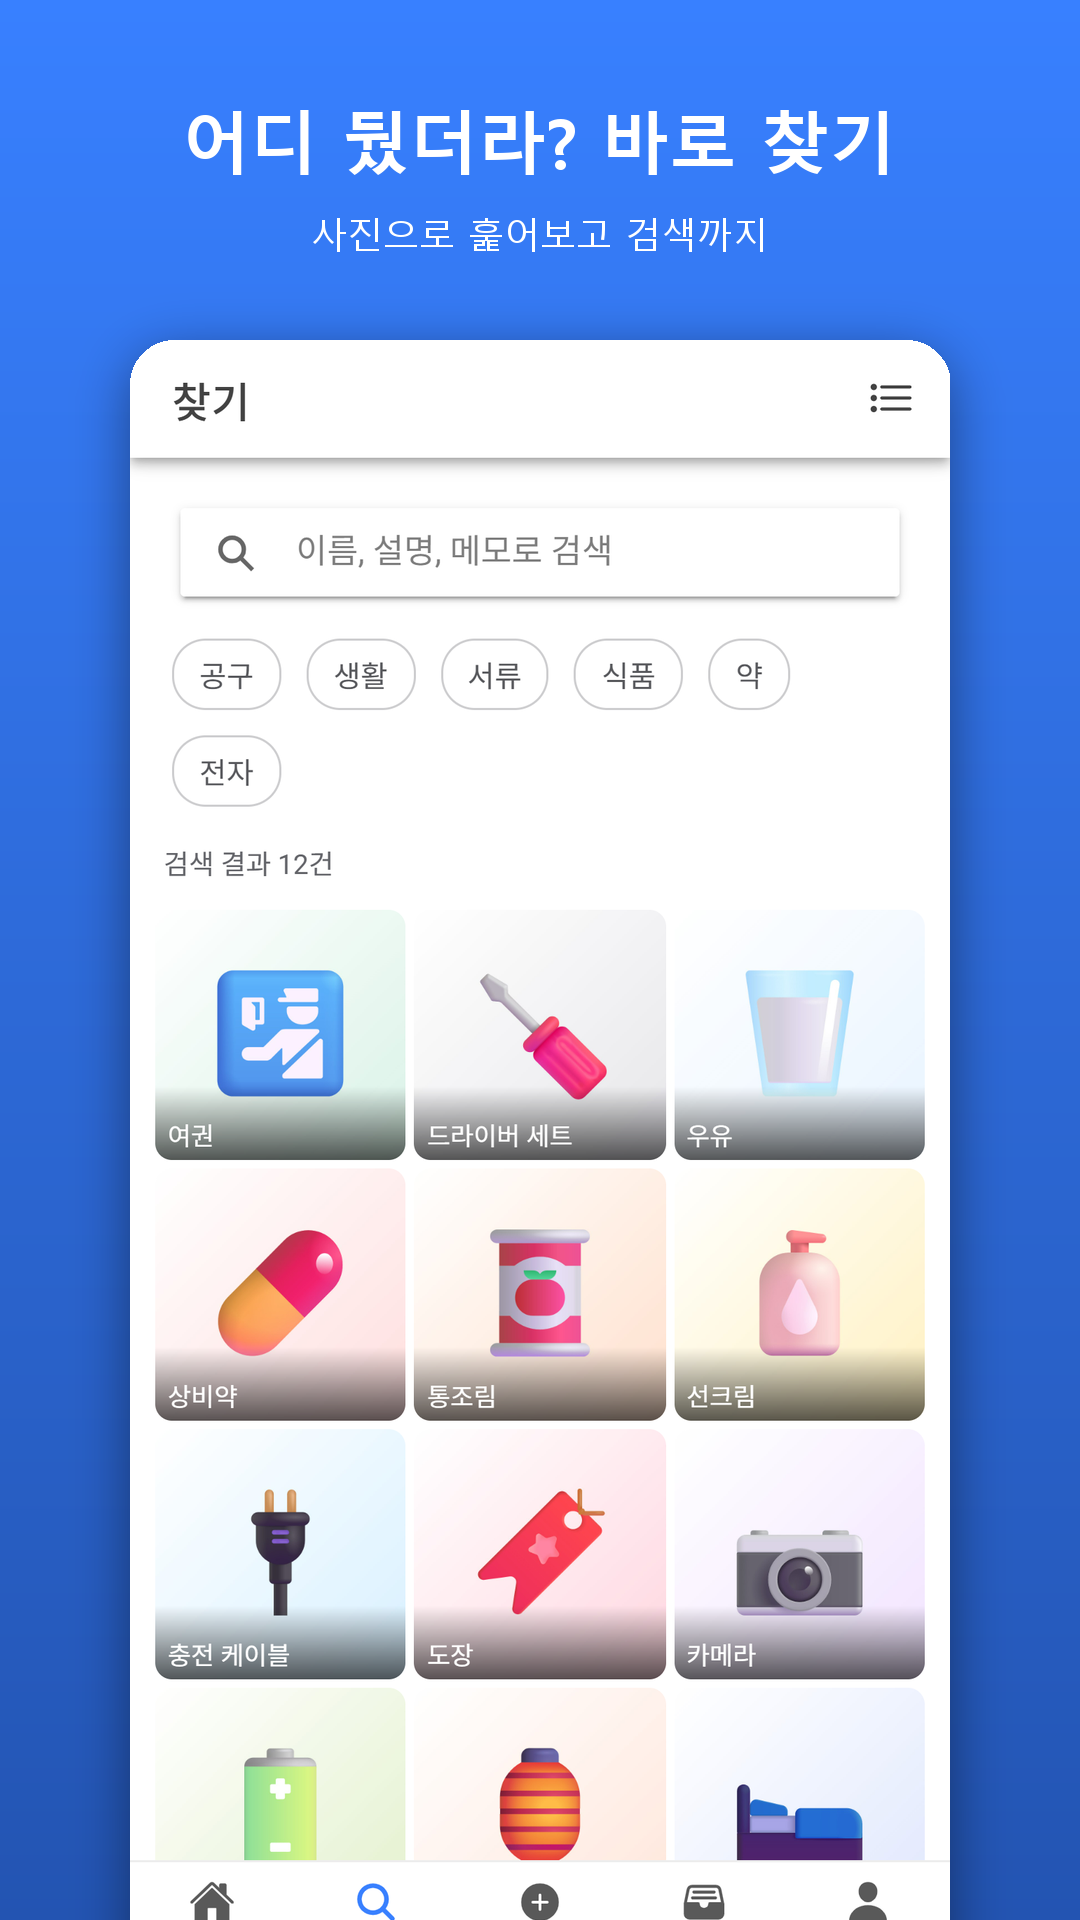 어디 뒀더라? 바로 찾기
사진으로 훑어보고 검색까지
찾기
이름, 설명, 메모로 검색
공구 생활 서류 식품 약
전자
검색 결과 12건
여권 드라이버 세트 우유
상비약 통조림 선크림
충전 케이블 도장 카메라